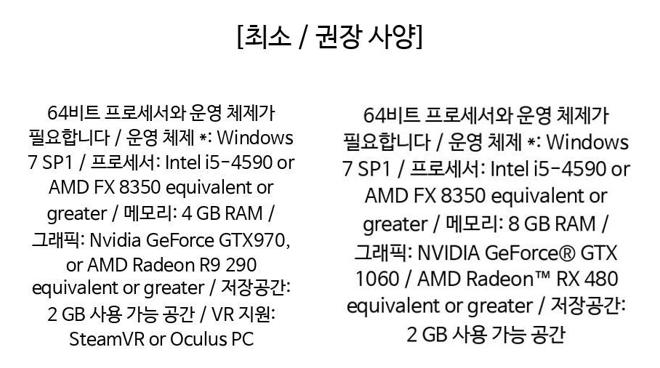 [최소 / 권장 사양]
64비트 프로세서와 운영 체제가
필요합니다 / 운영 체제 *: Windows
7 SP1 / 프로세서: Intel i5-4590 or
AMD FX 8350 equivalent or
greater / 메모리: 4 GB RAM /
그래픽: Nvidia GeForce GTX970,
or AMD Radeon R9 290
equivalent or greater / 저장공간:
2 GB 사용 가능 공간 / VR 지원:
SteamVR or Oculus PC
64비트 프로세서와 운영 체제가
필요합니다 / 운영 체제 *: Windows
7 SP1 / 프로세서: Intel i5-4590 or
AMD FX 8350 equivalent or
greater / 메모리: 8 GB RAM /
그래픽: NVIDIA GeForce® GTX
1060 / AMD Radeon™ RX 480
equivalent or greater / 저장공간:
2 GB 사용 가능 공간